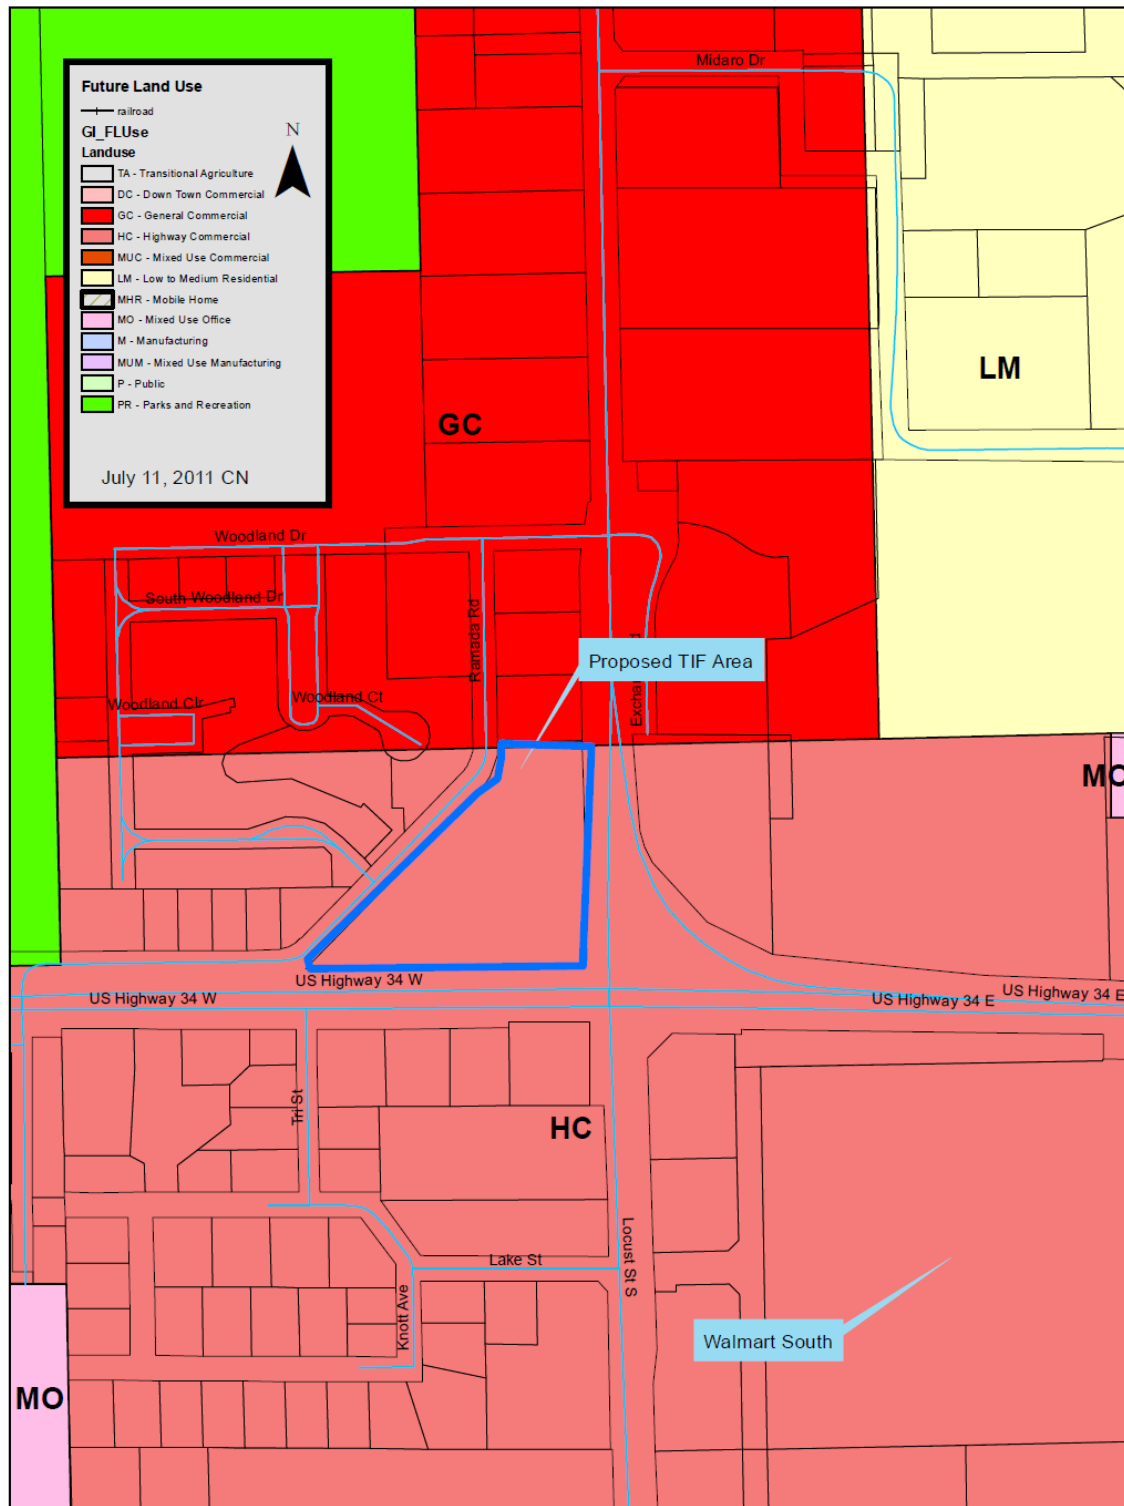 Midaro Dr
Future Land Use
railroad
GI_FLUse
N
Landuse
TA - Transitional Agriculture
DC - Down Town Commercial
GC - General Commercial
HC - Highway Commercial
MUC - Mixed Use Commercial
LM - Low to Medium Residential
MHR - Mobile Home
MO - Mixed Use Office
M - Manufacturing
MUM - Mixed Use Manufacturing
P - Public
PR - Parks and Recreation
July 11, 2011 CN
LM
GC
Woodland Dr
South Woodland Dr
Ramada Rd
Proposed TIF Area
Woodland Ct
Woodland Clr
MO
US Highway 34 W
US Highway 34 W
US Highway 34 E
US Highway 34 E
Tri St
HC
Locust St S
Lake St
Knott Ave
Walmart South
MO